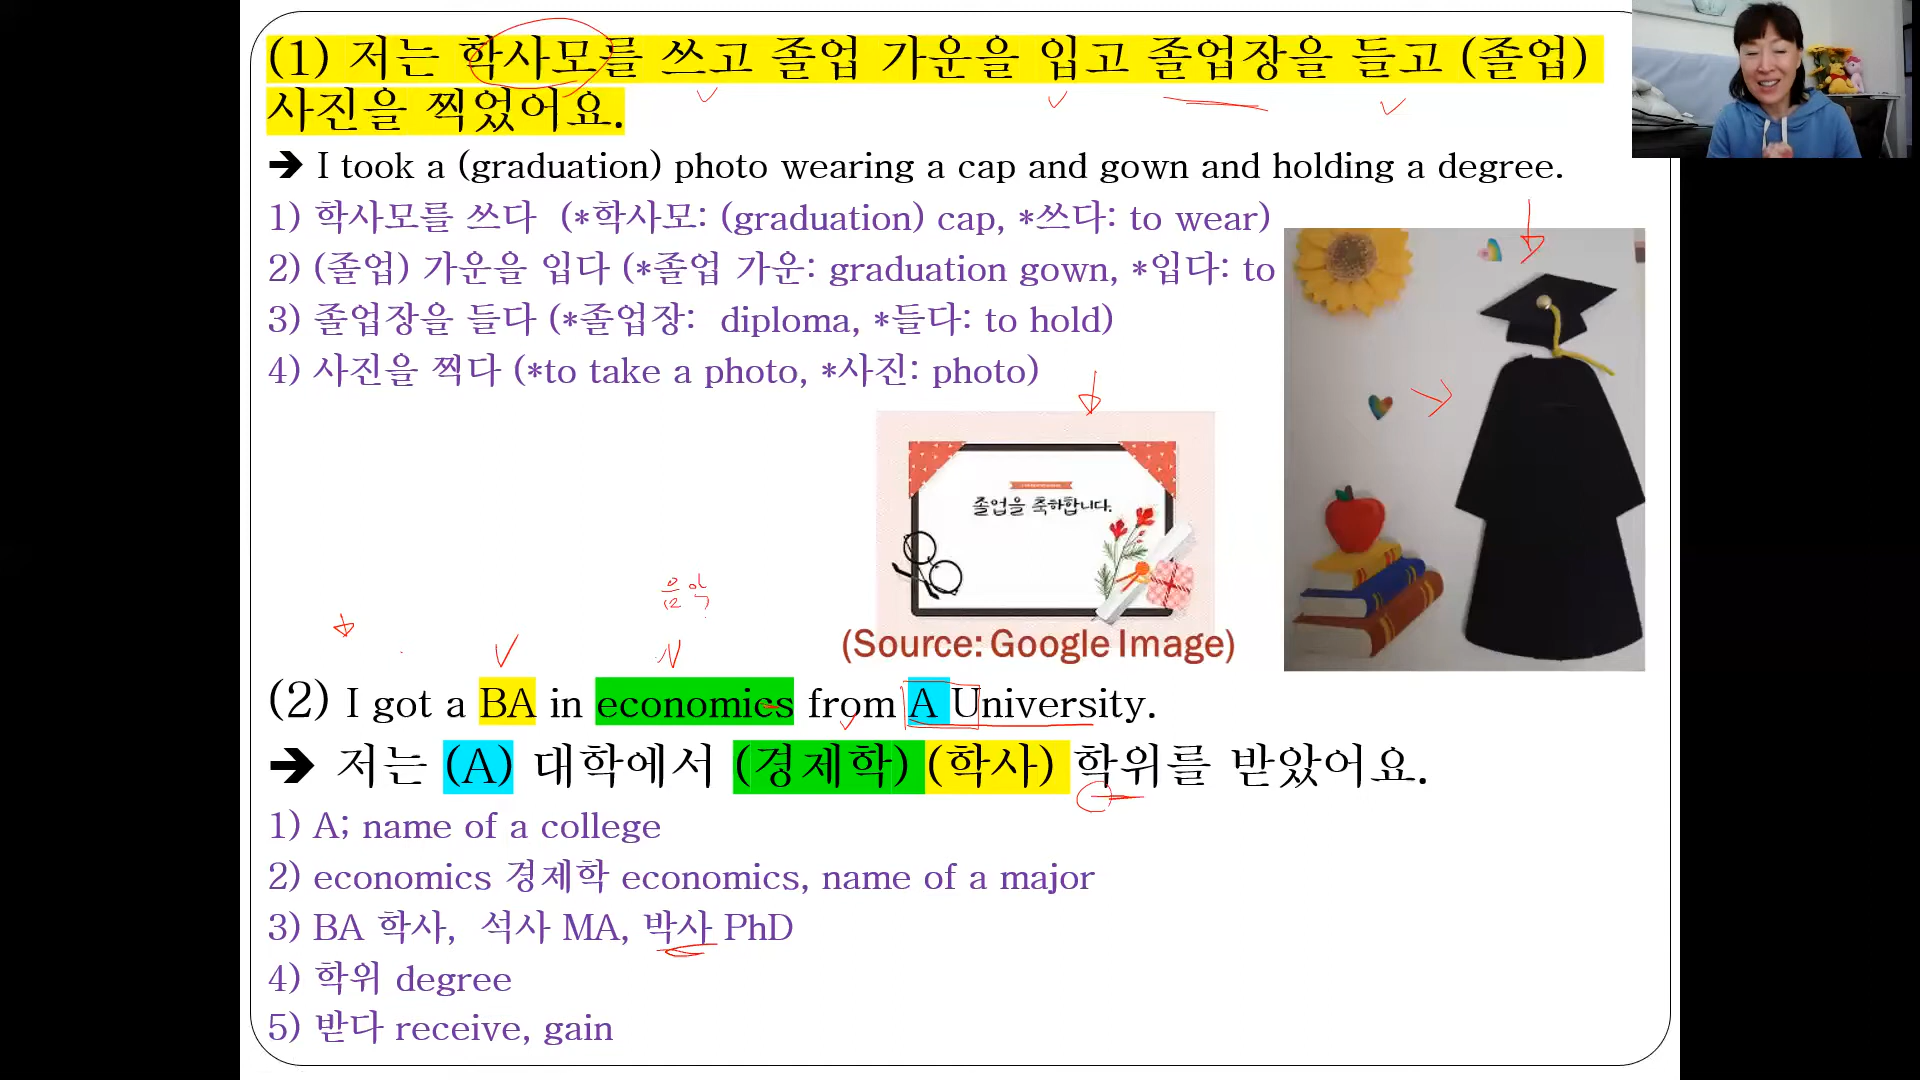 (1) 저는 학사모를 쓰고 졸업 가운을 입고 졸업장을 들고 (졸업)
사진을 찍었어요.
➔ I took a (graduation) photo wearing a cap and gown and holding a degree.
1) 학사모를 쓰다 (*학사모: (graduation) cap, *쓰다: to wear)
2) (졸업) 가운을 입다 (*졸업 가운: graduation gown, *입다: to
3) 졸업장을 들다 (*졸업장: diploma, *들다: to hold)
4) 사진을 찍다 (*to take a photo, *사진: photo)
졸업을 축하합니다.
음악
(Source: Google Image)
(2) I got a BA in economics from A University.
➔ 저는 (A) 대학에서 (경제학) (학사) 학위를 받았어요.
1) A; name of a college
2) economics 경제학 economics, name of a major
3) BA 학사, 석사 MA, 박사 PhD
4) 학위 degree
5) 받다 receive, gain